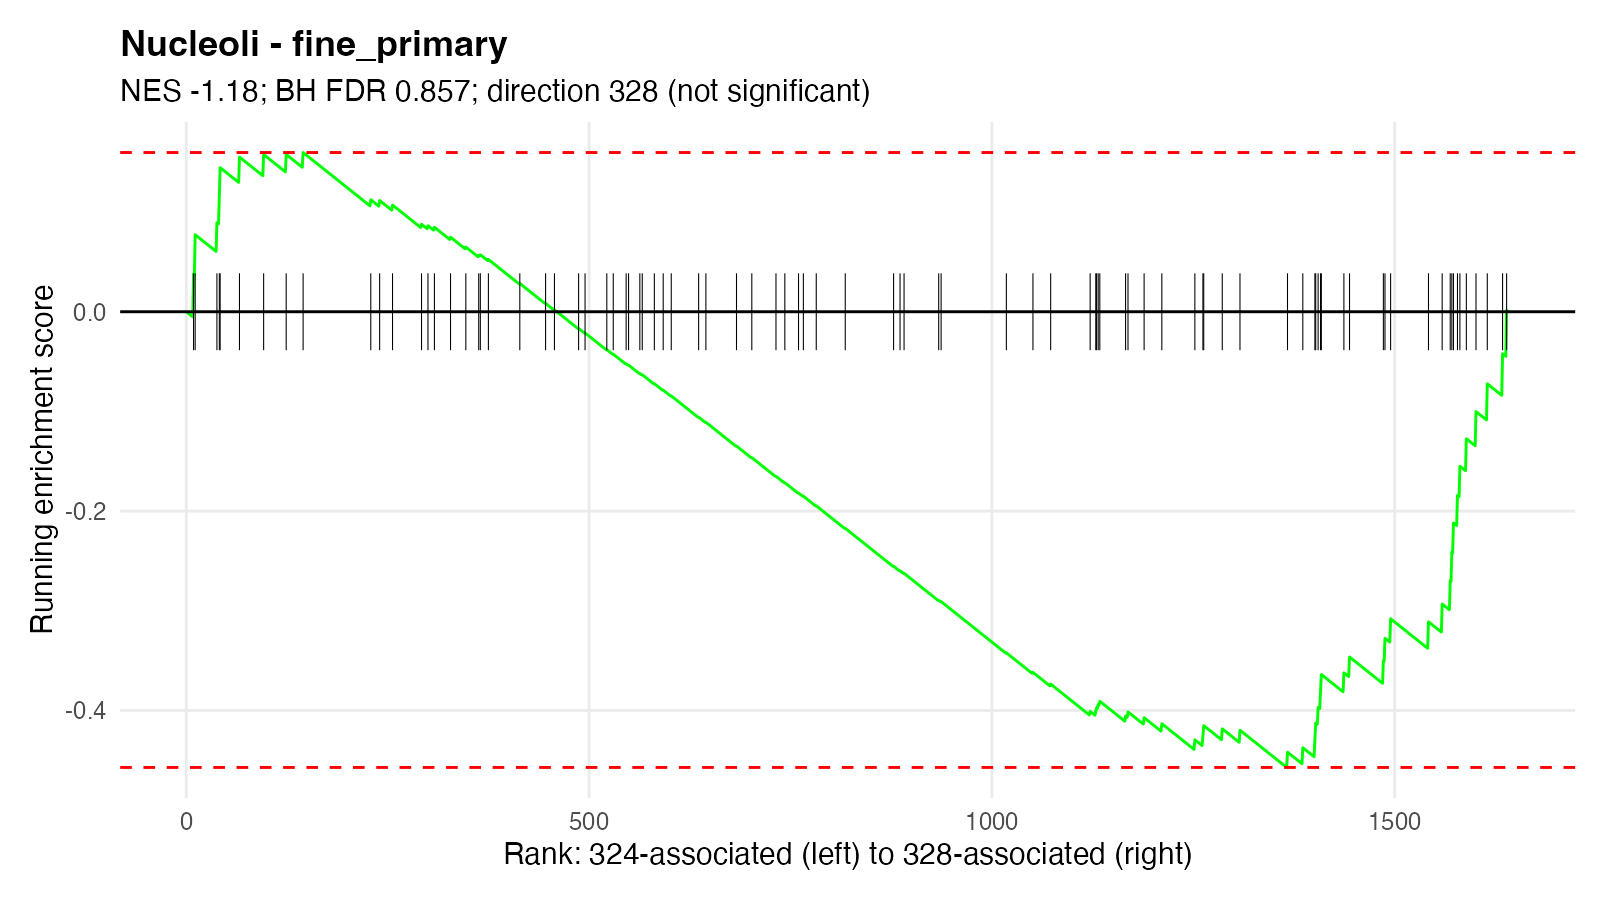 Nucleoli - fine_primary
NES -1.18; BH FDR 0.857; direction 328 (not significant)
Running enrichment score
0.0
-0.2
-0.4
0
500
1000
1500
Rank: 324-associated (left) to 328-associated (right)